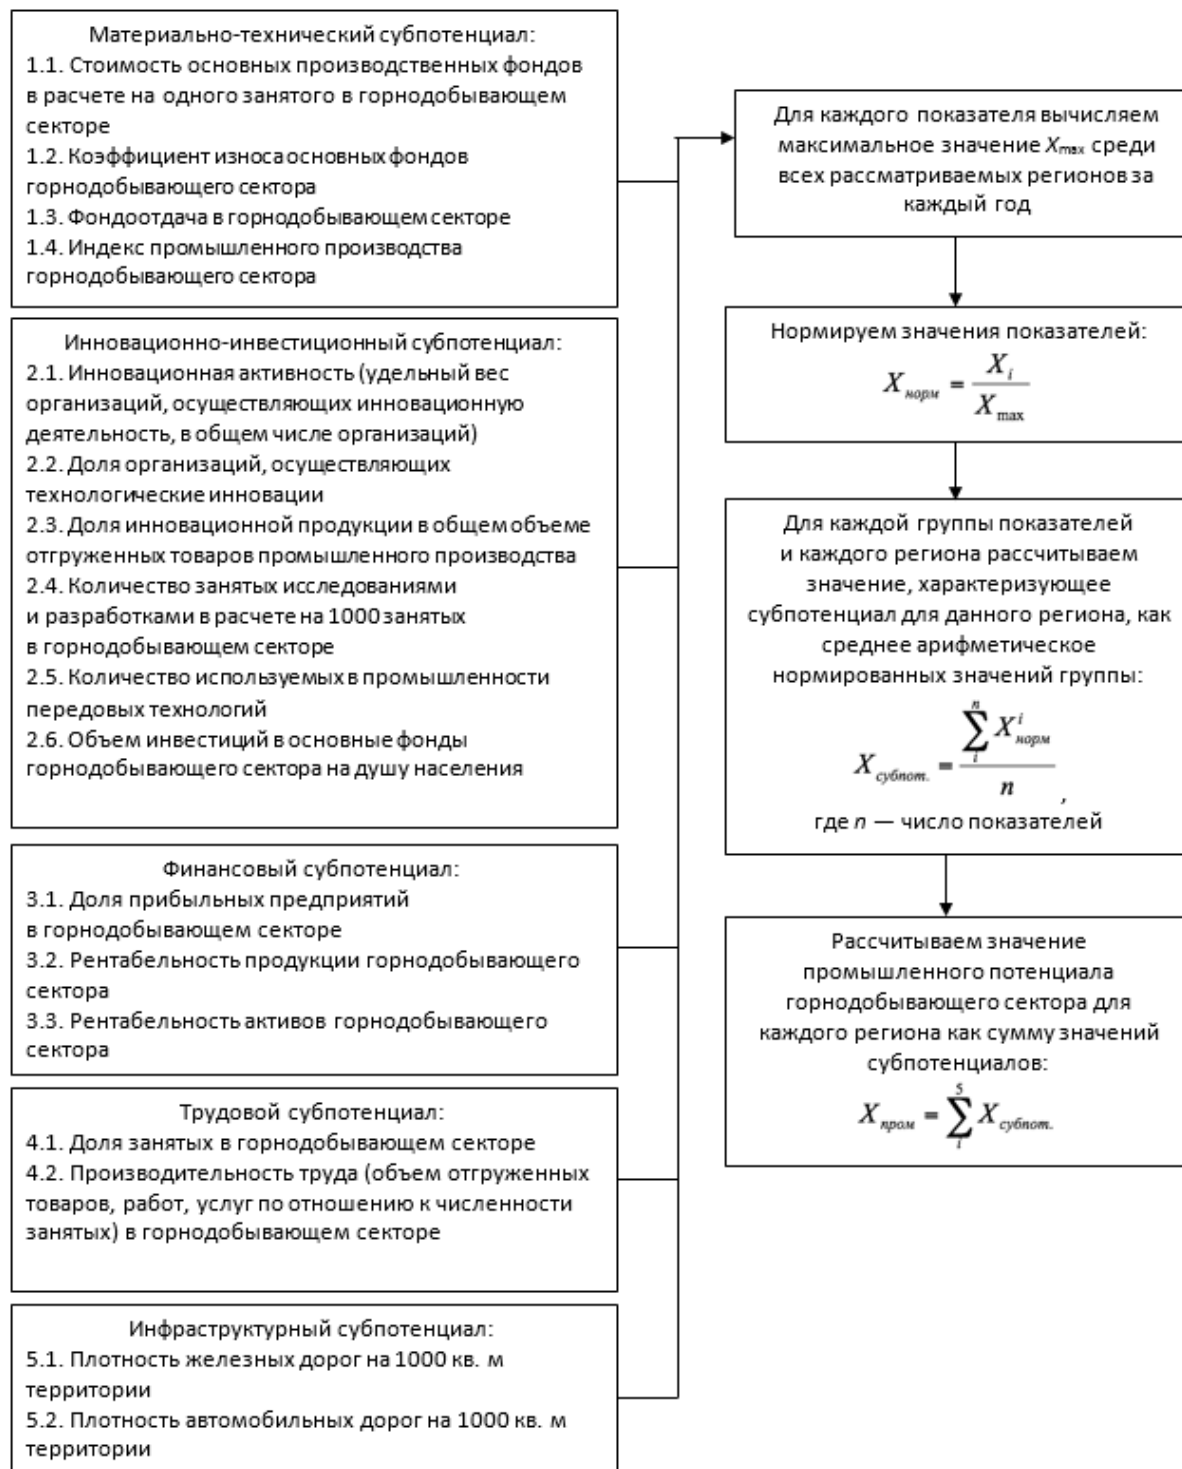 Материально-технический субпотенциал:
1.1. Стоимость основных производственных фондов
в расчете на одного занятого в горнодобывающем
секторе
1.2. Коэффициент износа основных фондов
горнодобывающего сектора
1.3. Фондоотдача в горнодобывающем секторе
1.4. Индекс промышленного производства
горнодобывающего сектора
Инновационно-инвестиционный субпотенциал:
2.1. Инновационная активность (удельный вес
организаций, осуществляющих инновационную
деятельность, в общем числе организаций)
2.2. Доля организаций, осуществляющих
технологические инновации
2.3. Доля инновационной продукции в общем объеме
отгруженных товаров промышленного производства
2.4. Количество занятых исследованиями
и разработками в расчете на 1000 занятых
в горнодобывающем секторе
2.5. Количество используемых в промышленности
передовых технологий
2.6. Объем инвестиций в основные фонды
горнодобывающего сектора на душу населения
Финансовый субпотенциал:
3.1. Доля прибыльных предприятий
в горнодобывающем секторе
3.2. Рентабельность продукции горнодобывающего
сектора
3.3. Рентабельность активов горнодобывающего
сектора
Трудовой субпотенциал:
4.1. Доля занятых в горнодобывающем секторе
4.2. Производительность труда (объем отгруженных
товаров, работ, услуг по отношению к численности
занятых) в горнодобывающем секторе
Инфраструктурный субпотенциал:
5.1. Плотность железных дорог на 1000 кв. м
территории
5.2. Плотность автомобильных дорог на 1000 кв. м
территории
Для каждого показателя вычисляем
максимальное значение Xmax среди
всех рассматриваемых регионов за
каждый год
Нормируем значения показателей:
X норм = X i / X max
Для каждой группы показателей
и каждого региона рассчитываем
значение, характеризующее
субпотенциал для данного региона, как
среднее арифметическое
нормированных значений группы:
X субпот. = ∑ i n X i норм / n ,
где n — число показателей
Рассчитываем значение
промышленного потенциала
горнодобывающего сектора для
каждого региона как сумму значений
субпотенциалов:
X пром = ∑ i 5 X субпот.